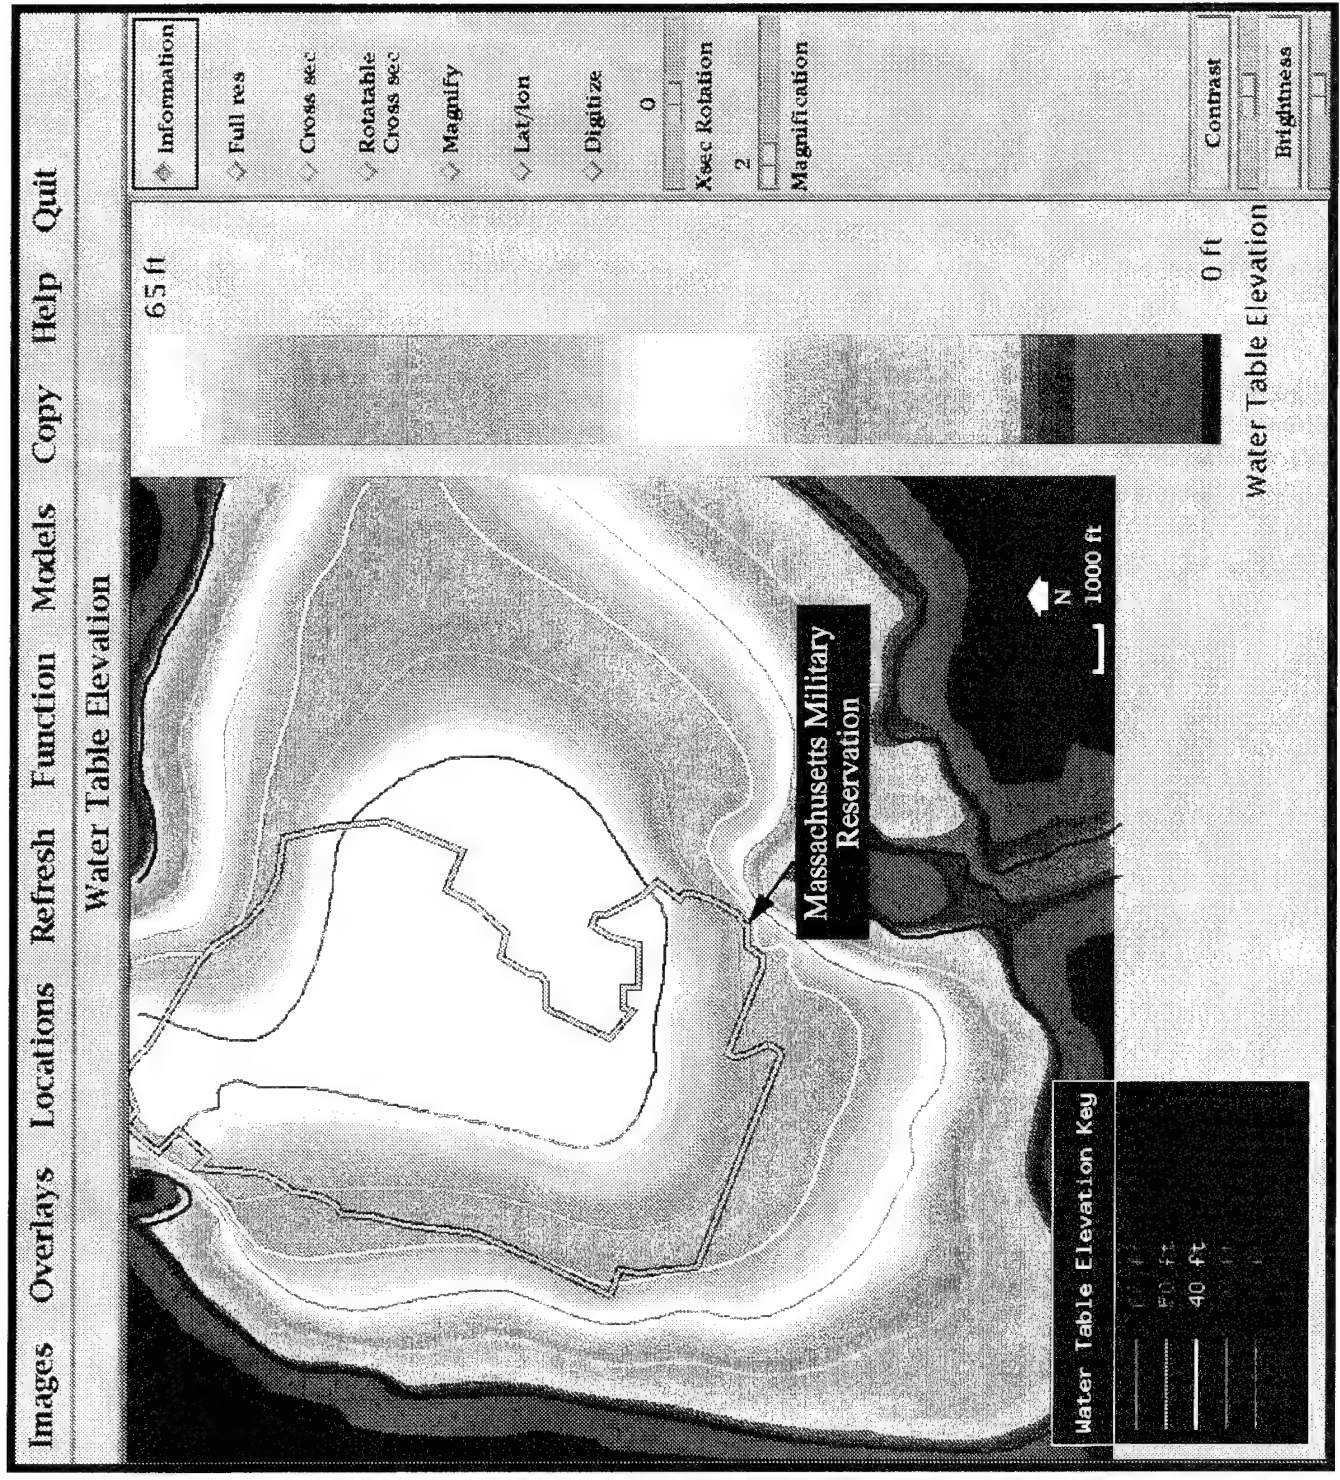 Images Overlays Locations Refresh Function Models Copy Help Quit
Water Table Elevation
Information
Full res
Cross sec
Rotatable
Cross sec
Magnify
Lat/lon
Digitize
0
Xsec Rotation
2
Magnification
Contrast
Brightness
65 ft
0 ft
Water Table Elevation
Massachusetts Military
Reservation
N
1000 ft
Water Table Elevation Key
50 ft
40 ft